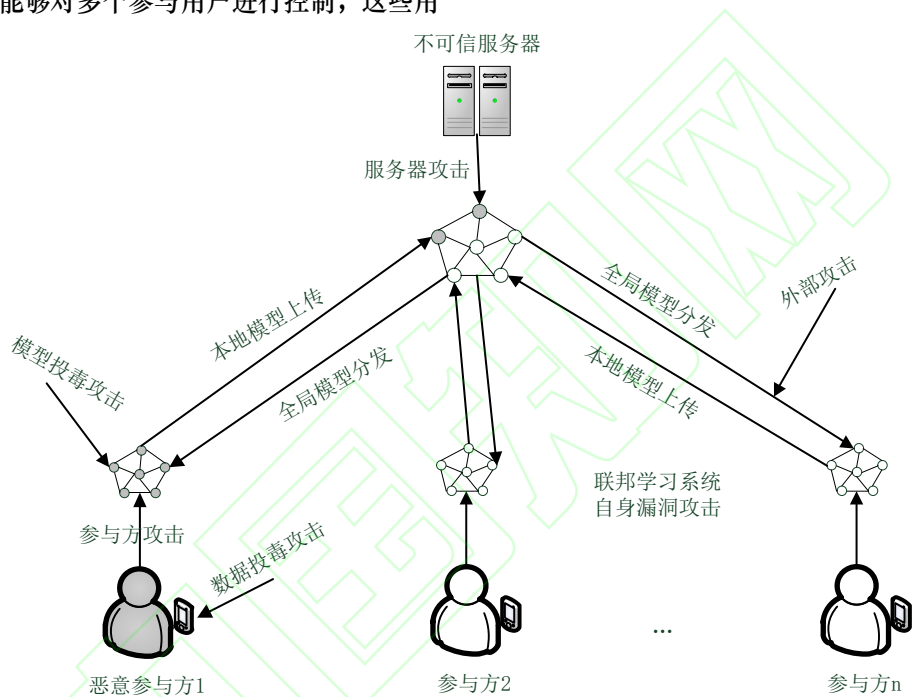 能够对多个参与用户进行控制，这些用
不可信服务器
服务器攻击
全局模型分发
外部攻击
本地模型上传
模型投毒攻击
全局模型分发
本地模型上传
联邦学习系统
自身漏洞攻击
参与方攻击
数据投毒攻击
...
恶意参与方1
参与方2
参与方n